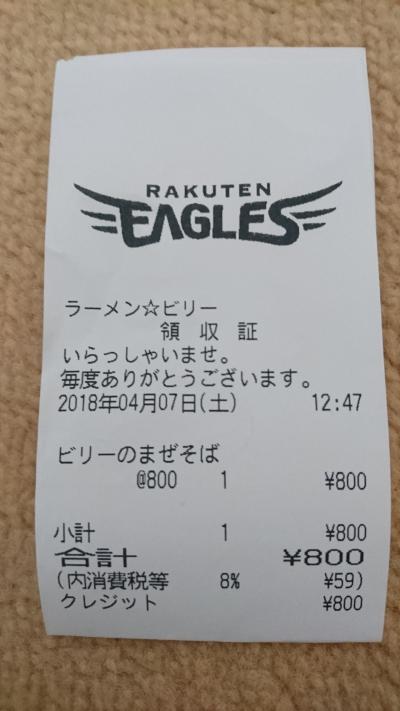 RAKUTEN
EAGLES
ラーメン☆ビリー
領 収 証
いらっしゃいませ。
毎度ありがとうございます。
2018年04月07日(土) 12:47
ビリーのまぜそば
@800 1 ¥800
小計 1 ¥800
合計 ¥800
(内消費税等 8% ¥59)
クレジット ¥800